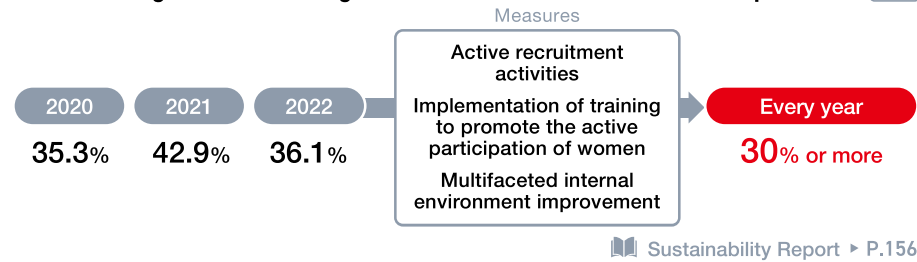 Measures
2020
2021
2022
35.3%
42.9%
36.1%
Active recruitment
activities
Implementation of training
to promote the active
participation of women
Multifaceted internal
environment improvement
Every year
30% or more
Sustainability Report ▶ P.156